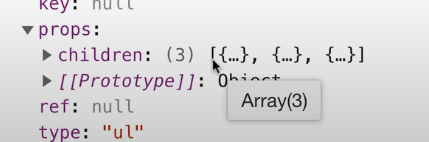 key: null
▼ props:
▶ children: (3) [{…}, {…}, {…}]
▶ [[Prototype]]: Object
Array(3)
ref: null
type: "ul"